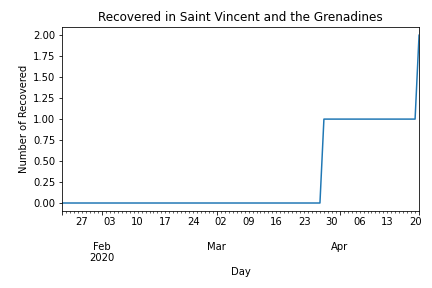 Recovered in Saint Vincent and the Grenadines
2.00
1.75
1.50
1.25
1.00
0.75
0.50
0.25
0.00
Number of Recovered
27 03 10 17 24 02 09 16 23 30 06 13 20
Feb Mar Apr
2020
Day